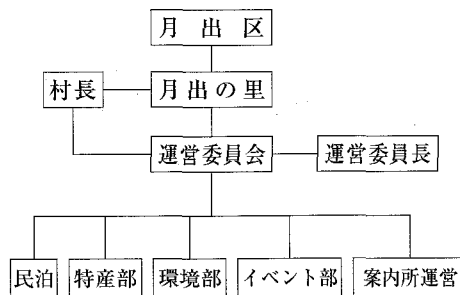 月出区
村長 月出の里
運営委員会 運営委員長
民泊 特産部 環境部 イベント部 案内所運営